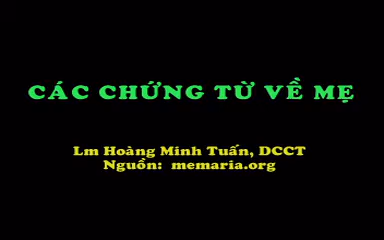 CÁC CHỨNG TỪ VỀ MẸ
Lm Hoàng Minh Tuấn, DCCT
Nguồn: memaria.org